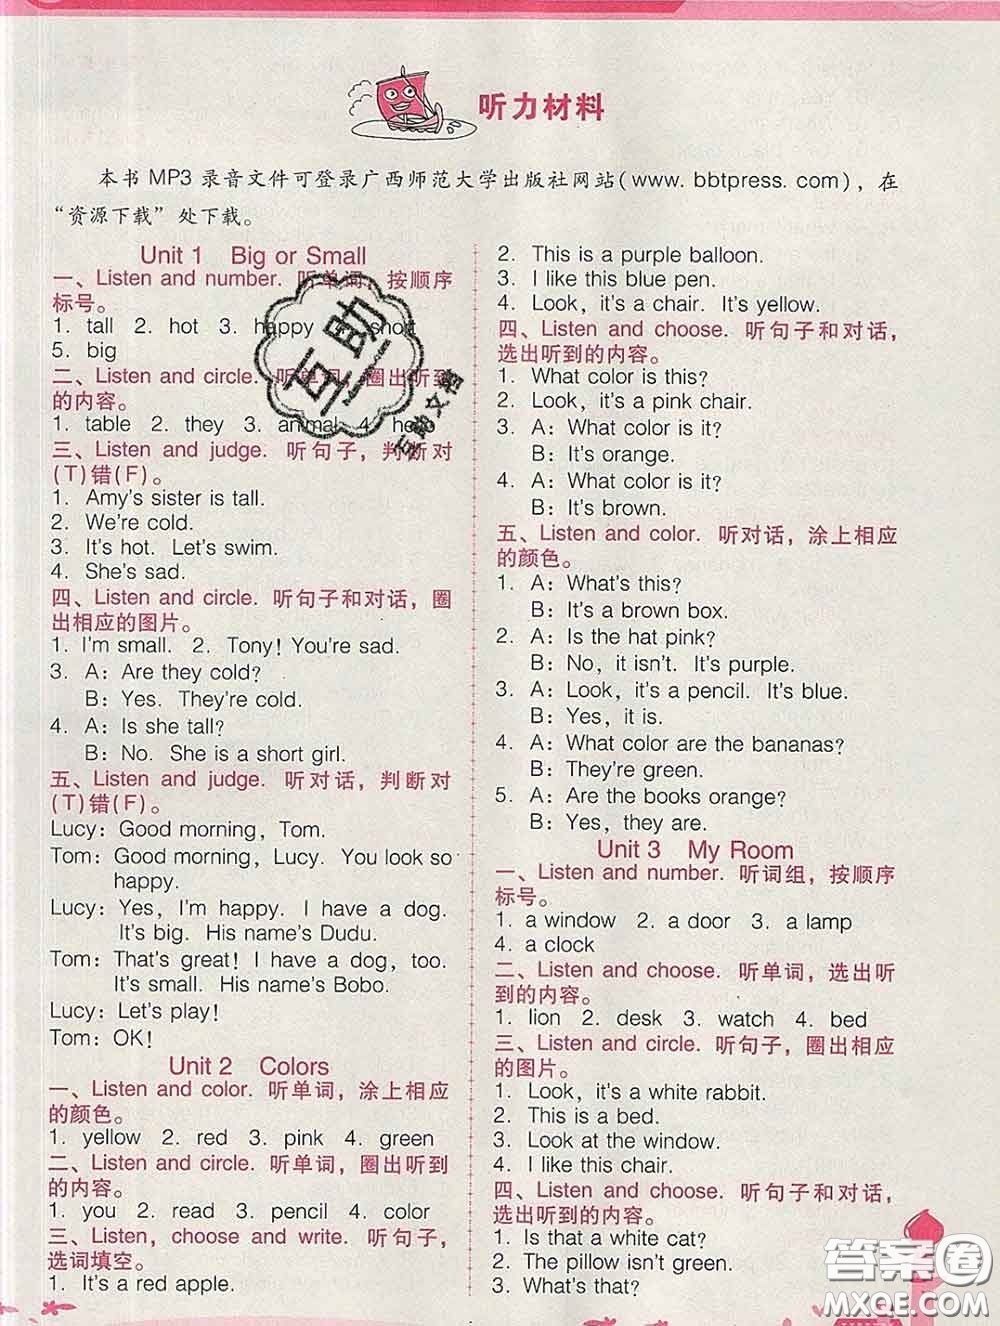 听力材料
本书 MP3 录音文件可登录广西师范大学出版社网站(www. bbtpress. com)，在
“资源下载”处下载。
Unit 1 Big or Small
一、Listen and number. 听单词，按顺序
标号。
1. tall 2. hot 3. happy 4. short
5. big
二、Listen and circle. 听单词，圈出听到
的内容。
1. table 2. they 3. animal 4. her
三、Listen and judge. 听句子，判断对
(T)错(F)。
1. Amy's sister is tall.
2. We're cold.
3. It's hot. Let's swim.
4. She's sad.
四、Listen and circle. 听句子和对话，圈
出相应的图片。
1. I'm small. 2. Tony! You're sad.
3. A: Are they cold?
B: Yes. They're cold.
4. A: Is she tall?
B: No. She is a short girl.
五、Listen and judge. 听对话，判断对
(T)错(F)。
Lucy: Good morning, Tom.
Tom: Good morning, Lucy. You look so
happy.
Lucy: Yes, I'm happy. I have a dog.
It's big. His name's Dudu.
Tom: That's great! I have a dog, too.
It's small. His name's Bobo.
Lucy: Let's play!
Tom: OK!
Unit 2 Colors
一、Listen and color. 听单词，涂上相应
的颜色。
1. yellow 2. red 3. pink 4. green
二、Listen and circle. 听单词，圈出听到
的内容。
1. you 2. read 3. pencil 4. color
三、Listen, choose and write. 听句子，
选词填空。
1. It's a red apple.
2. This is a purple balloon.
3. I like this blue pen.
4. Look, it's a chair. It's yellow.
四、Listen and choose. 听句子和对话，
选出听到的内容。
1. What color is this?
2. Look, it's a pink chair.
3. A: What color is it?
B: It's orange.
4. A: What color is it?
B: It's brown.
五、Listen and color. 听对话，涂上相应
的颜色。
1. A: What's this?
B: It's a brown box.
2. A: Is the hat pink?
B: No, it isn't. It's purple.
3. A: Look, it's a pencil. It's blue.
B: Yes, it is.
4. A: What color are the bananas?
B: They're green.
5. A: Are the books orange?
B: Yes, they are.
Unit 3 My Room
一、Listen and number. 听词组，按顺序
标号。
1. a window 2. a door 3. a lamp
4. a clock
二、Listen and choose. 听单词，选出听
到的内容。
1. lion 2. desk 3. watch 4. bed
三、Listen and circle. 听句子，圈出相应
的图片。
1. Look, it's a white rabbit.
2. This is a bed.
3. Look at the window.
4. I like this chair.
四、Listen and choose. 听句子和对话，
选出听到的内容。
1. Is that a white cat?
2. The pillow isn't green.
3. What's that?
互助
互助文档
答案圈
MXQE.COM